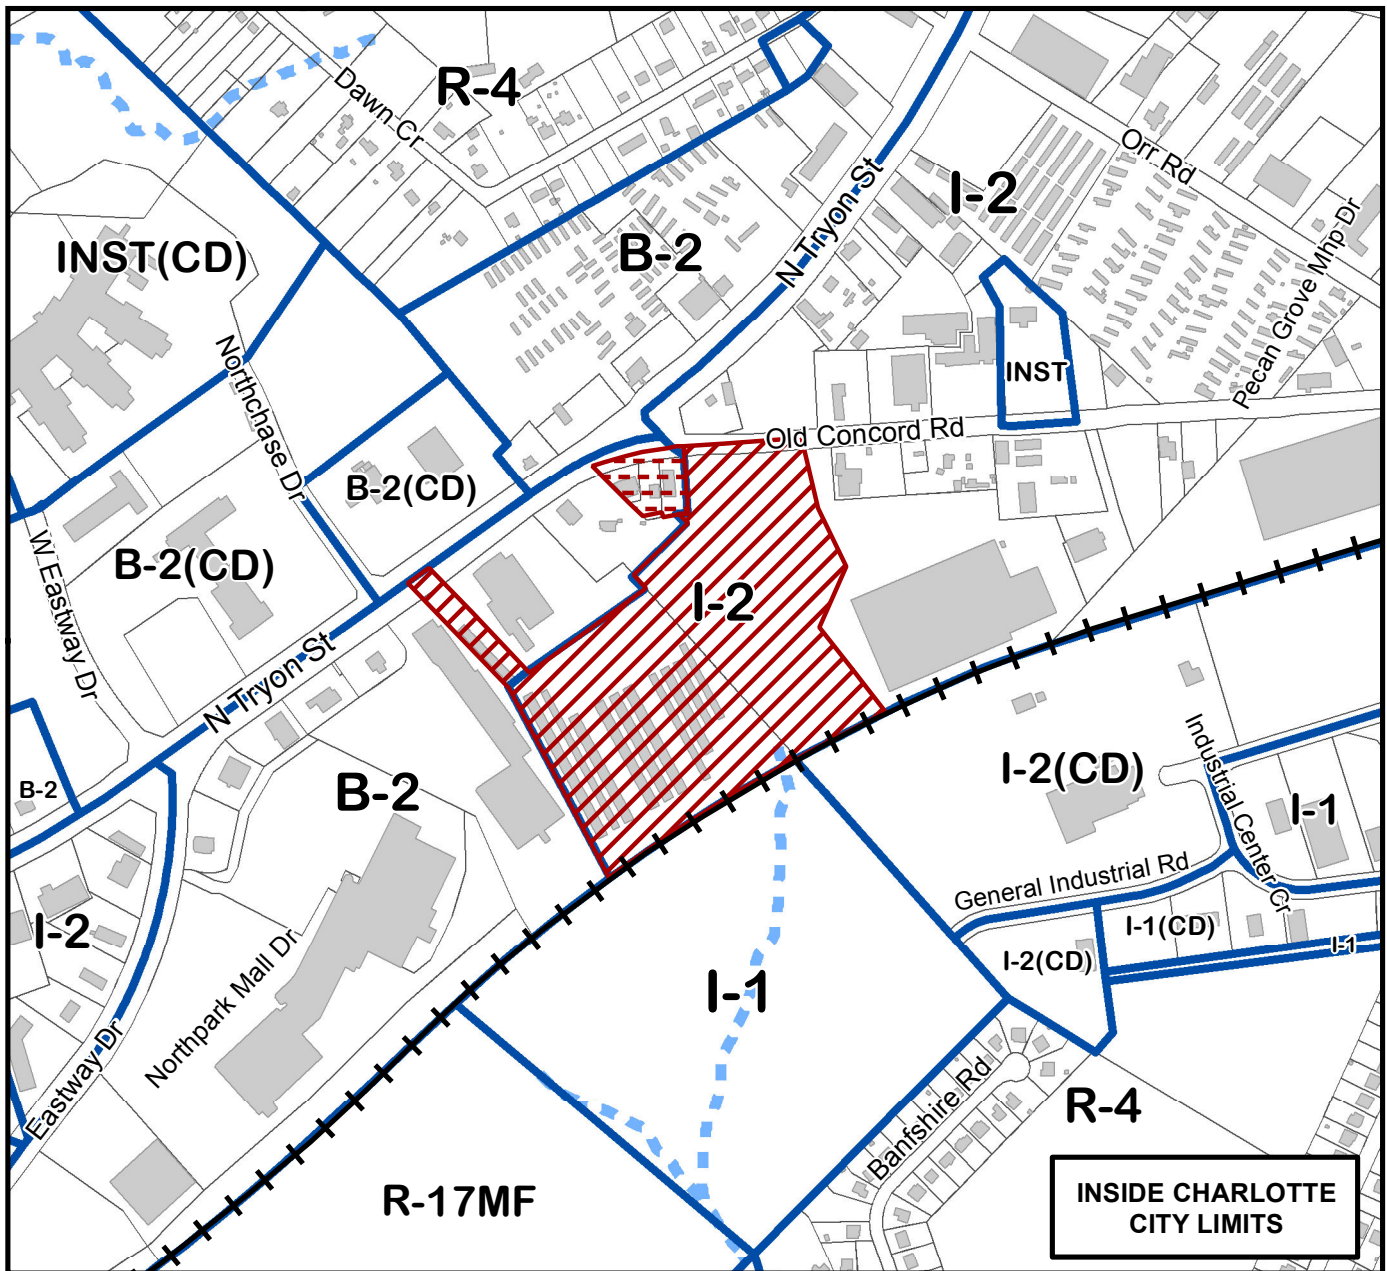 R-4
Dawn Cr
Orr Rd
I-2
N Tryon St
INST(CD)
B-2
Pecan Grove Mhp Dr
Northchase Dr
INST
Old Concord Rd
B-2(CD)
W Eastway Dr
B-2(CD)
I-2
N Tryon St
B-2
B-2
I-2(CD)
Industrial Center Cr
I-1
General Industrial Rd
I-2
I-1(CD)
I-1
I-2(CD)
Northpark Mall Dr
I-1
Eastway Dr
Banfshire Rd
R-4
R-17MF
INSIDE CHARLOTTE
CITY LIMITS